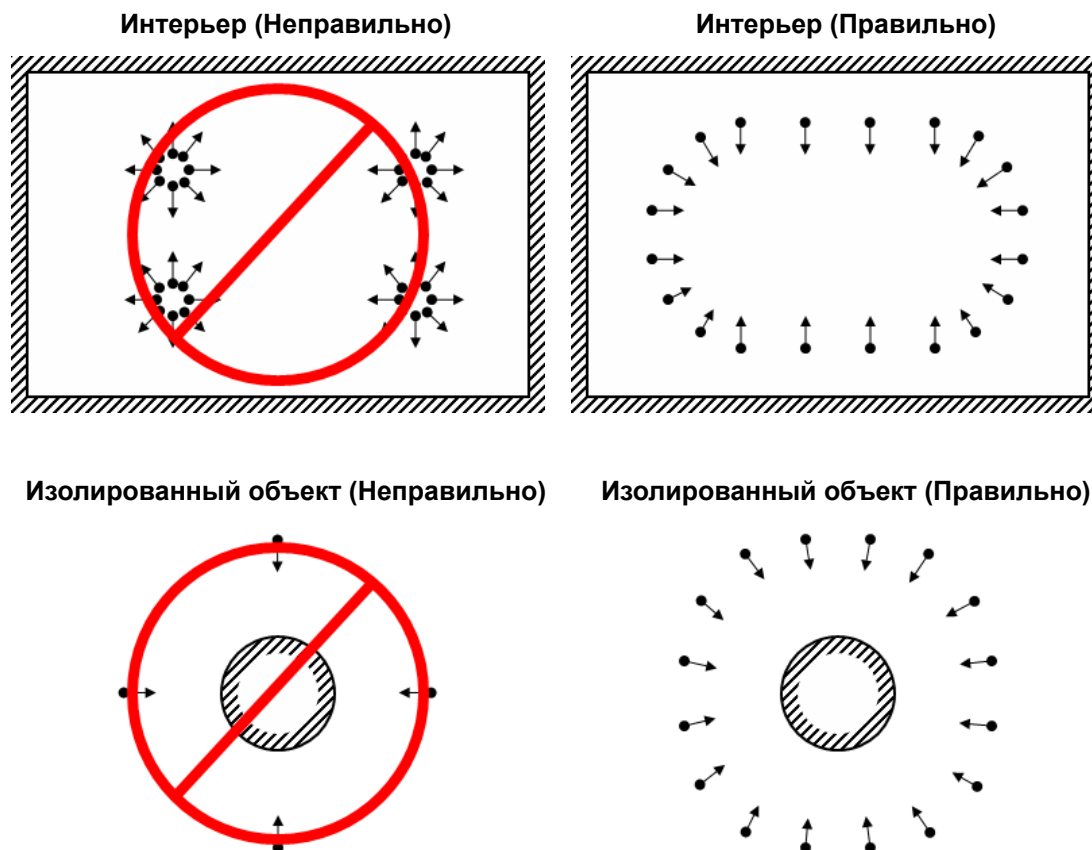 Интерьер (Неправильно)
Интерьер (Правильно)
Изолированный объект (Неправильно)
Изолированный объект (Правильно)